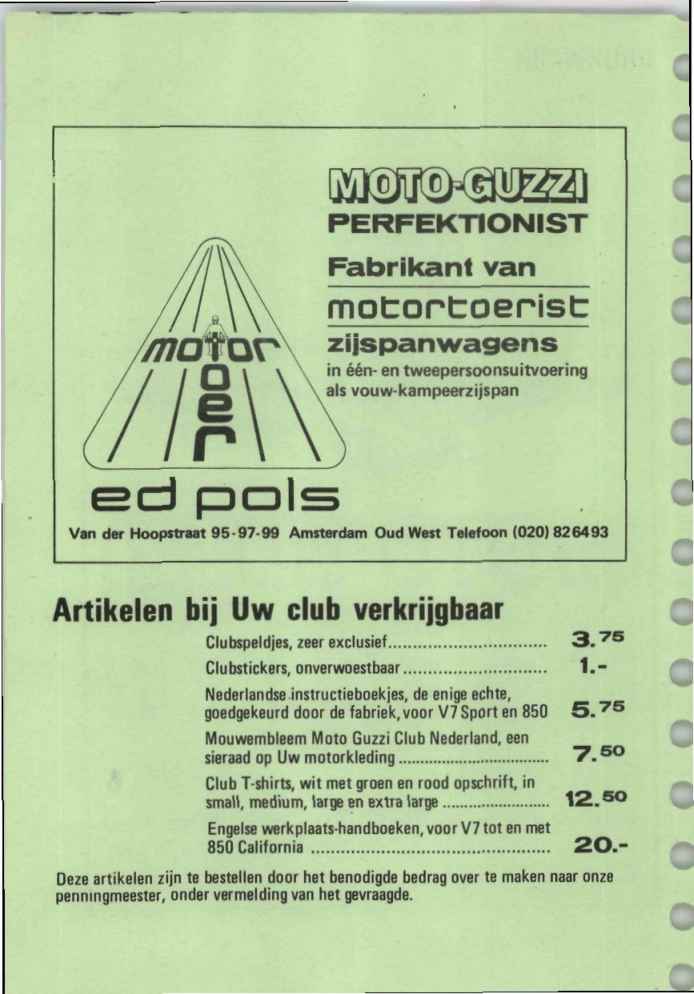 MOTO-GUZZI
PERFEKTIONIST
Fabrikant van
motortoerist
zijspanwagens
in één- en tweepersoonsuitvoering
als vouw-kampeerzijspan
motor
toer
ed pols
Van der Hoopstraat 95-97-99 Amsterdam Oud West Telefoon (020) 826493
Artikelen bij Uw club verkrijgbaar
Clubspeldjes, zeer exclusief................................ 3.75
Clubstickers, onverwoestbaar ............................. 1.-
Nederlandse instructieboekjes, de enige echte,
goedgekeurd door de fabriek, voor V7 Sport en 850 5.75
Mouwembleem Moto Guzzi Club Nederland, een
sieraad op Uw motorkleding .................................. 7.50
Club T-shirts, wit met groen en rood opschrift, in
small, medium, large en extra large ........................ 12.50
Engelse werkplaats-handboeken, voor V7 tot en met
850 California ................................................ 20.-
Deze artikelen zijn te bestellen door het benodigde bedrag over te maken naar onze
penningmeester, onder vermelding van het gevraagde.